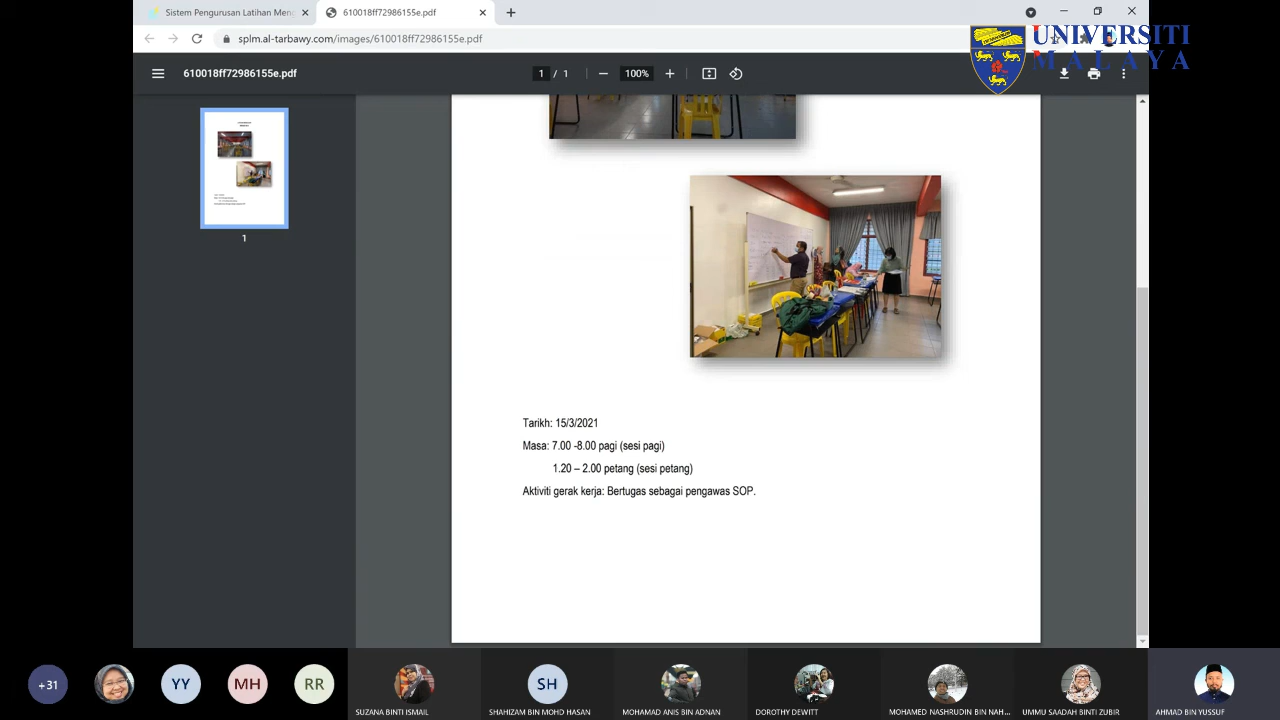 Sistem Pengurusan Latihan Meng
610018ff72986155e.pdf
splm.al-tarbawy.com/images/610018ff72986155e.pdf
UNIVERSITI
MALAYA
610018ff72986155e.pdf
1 / 1
100%
1
Tarikh: 15/3/2021
Masa: 7.00 -8.00 pagi (sesi pagi)
1.20 – 2.00 petang (sesi petang)
Aktiviti gerak kerja: Bertugas sebagai pengawas SOP.
+31
YY
MH
RR
SUZANA BINTI ISMAIL
SH
SHAHIZAM BIN MOHD HASAN
MOHAMAD ANIS BIN ADNAN
DOROTHY DEWITT
MOHAMED NASHRUDIN BIN NAH...
UMMU SAADAH BINTI ZUBIR
AHMAD BIN YUSSUF